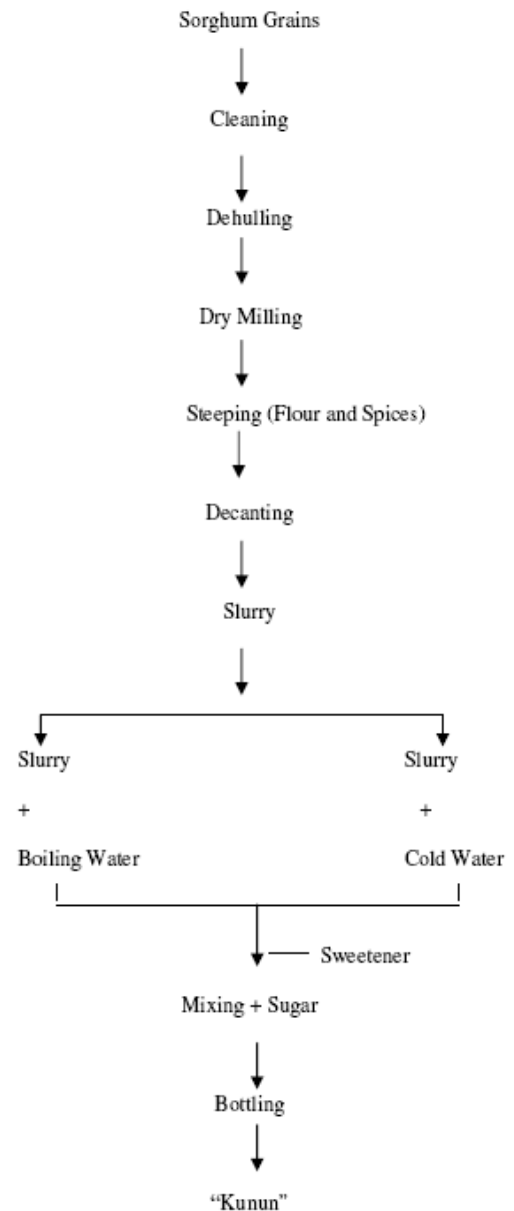 Sorghum Grains
Cleaning
Dehulling
Dry Milling
Steeping (Flour and Spices)
Decanting
Slurry
Slurry Slurry
+ +
Boiling Water Cold Water
Sweetener
Mixing + Sugar
Bottling
“Kunun”